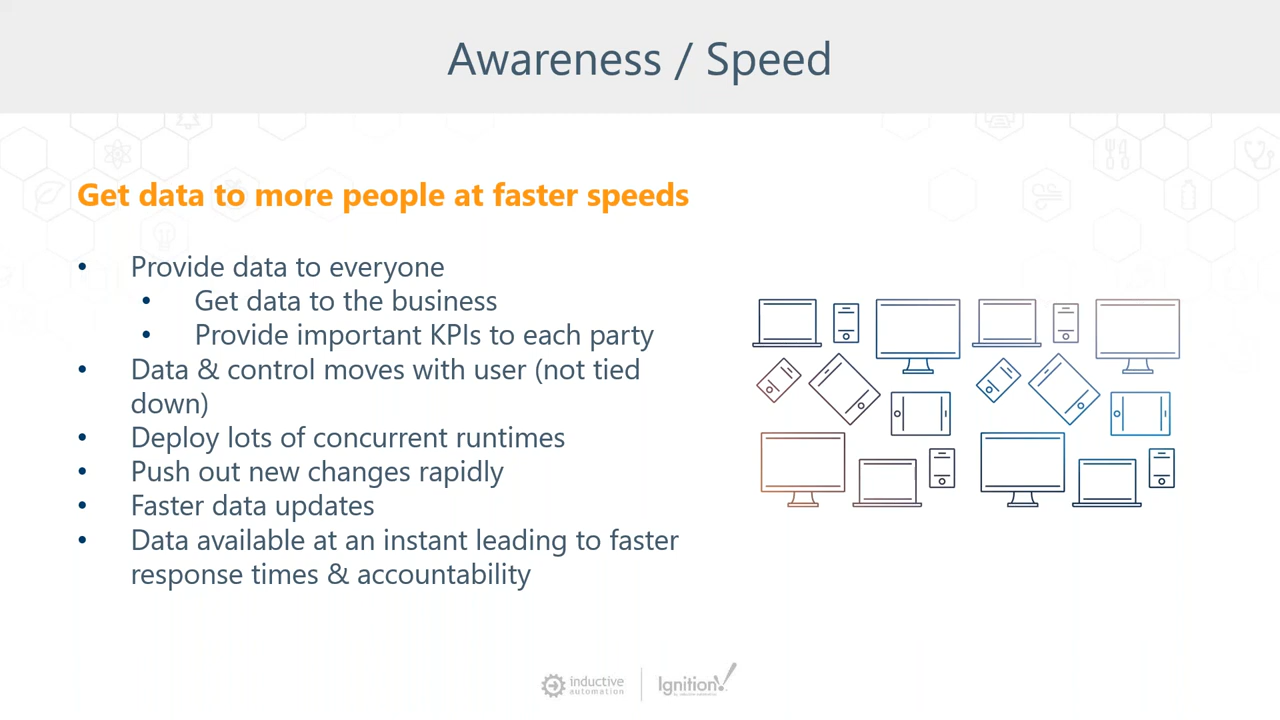 Awareness / Speed
Get data to more people at faster speeds
• Provide data to everyone
• Get data to the business
• Provide important KPIs to each party
• Data & control moves with user (not tied
down)
• Deploy lots of concurrent runtimes
• Push out new changes rapidly
• Faster data updates
• Data available at an instant leading to faster
response times & accountability
inductive
automation
Ignition!
by inductive automation